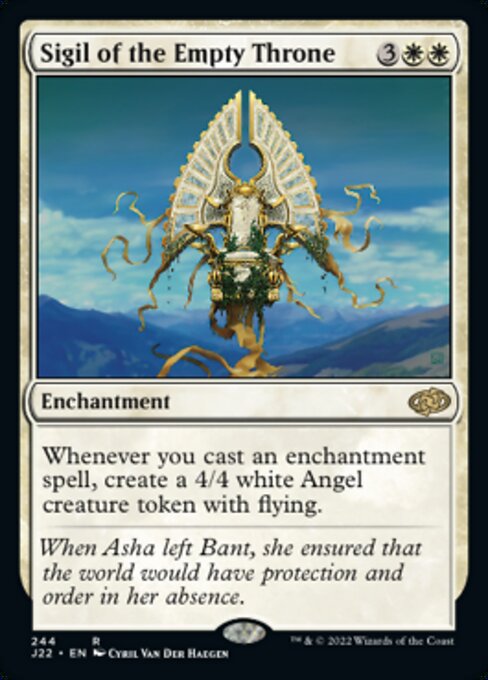 Sigil of the Empty Throne 3
Enchantment
Whenever you cast an enchantment
spell, create a 4/4 white Angel
creature token with flying.
When Asha left Bant, she ensured that
the world would have protection and
order in her absence.
244 R
J22 • EN Cyril Van Der Haegen
™ & © 2022 Wizards of the Coast